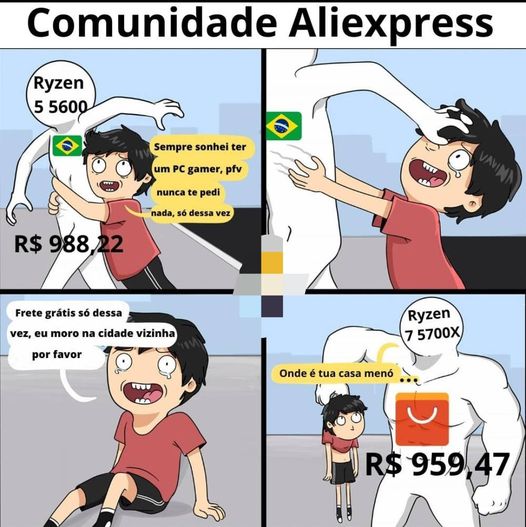 Comunidade Aliexpress
Ryzen
5 5600
Sempre sonhei ter
um PC gamer, pfv
nunca te pedi
nada, só dessa vez
R$ 988,22
Frete grátis só dessa
vez, eu moro na cidade vizinha
por favor
Ryzen
7 5700X
Onde é tua casa menó
...
R$ 959,47